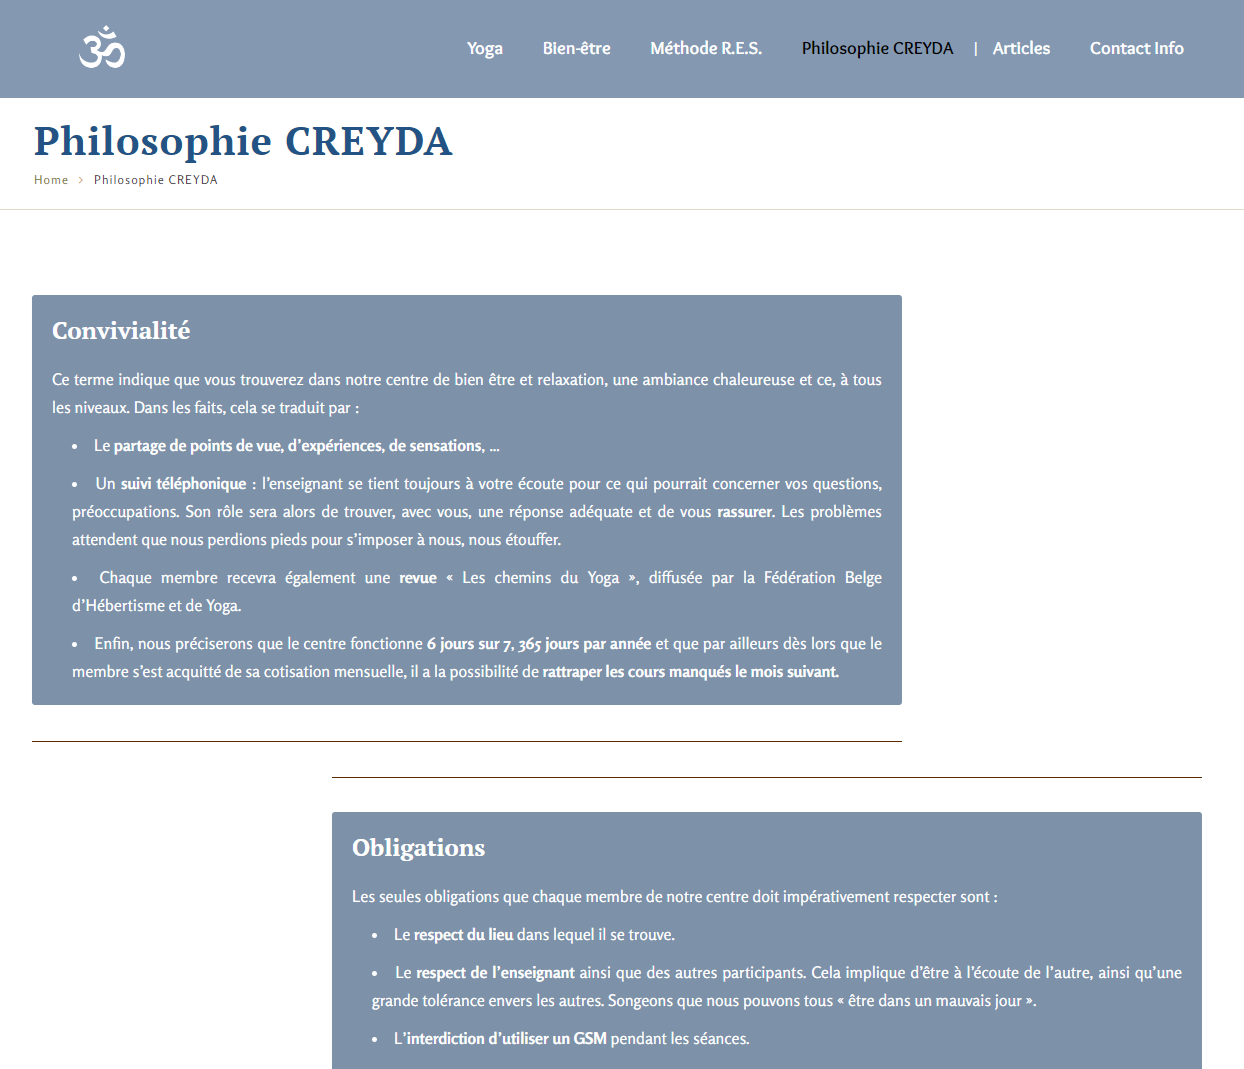 ॐ
Yoga Bien-être Méthode R.E.S. Philosophie CREYDA | Articles Contact Info
Philosophie CREYDA
Home > Philosophie CREYDA
Convivialité
Ce terme indique que vous trouverez dans notre centre de bien être et relaxation, une ambiance chaleureuse et ce, à tous
les niveaux. Dans les faits, cela se traduit par :
• Le partage de points de vue, d’expériences, de sensations, …
• Un suivi téléphonique : l’enseignant se tient toujours à votre écoute pour ce qui pourrait concerner vos questions,
préoccupations. Son rôle sera alors de trouver, avec vous, une réponse adéquate et de vous rassurer. Les problèmes
attendent que nous perdions pieds pour s’imposer à nous, nous étouffer.
• Chaque membre recevra également une revue « Les chemins du Yoga », diffusée par la Fédération Belge
d’Hébertisme et de Yoga.
• Enfin, nous préciserons que le centre fonctionne 6 jours sur 7, 365 jours par année et que par ailleurs dès lors que le
membre s’est acquitté de sa cotisation mensuelle, il a la possibilité de rattraper les cours manqués le mois suivant.
Obligations
Les seules obligations que chaque membre de notre centre doit impérativement respecter sont :
• Le respect du lieu dans lequel il se trouve.
• Le respect de l’enseignant ainsi que des autres participants. Cela implique d’être à l’écoute de l’autre, ainsi qu’une
grande tolérance envers les autres. Songeons que nous pouvons tous « être dans un mauvais jour ».
• L’interdiction d’utiliser un GSM pendant les séances.